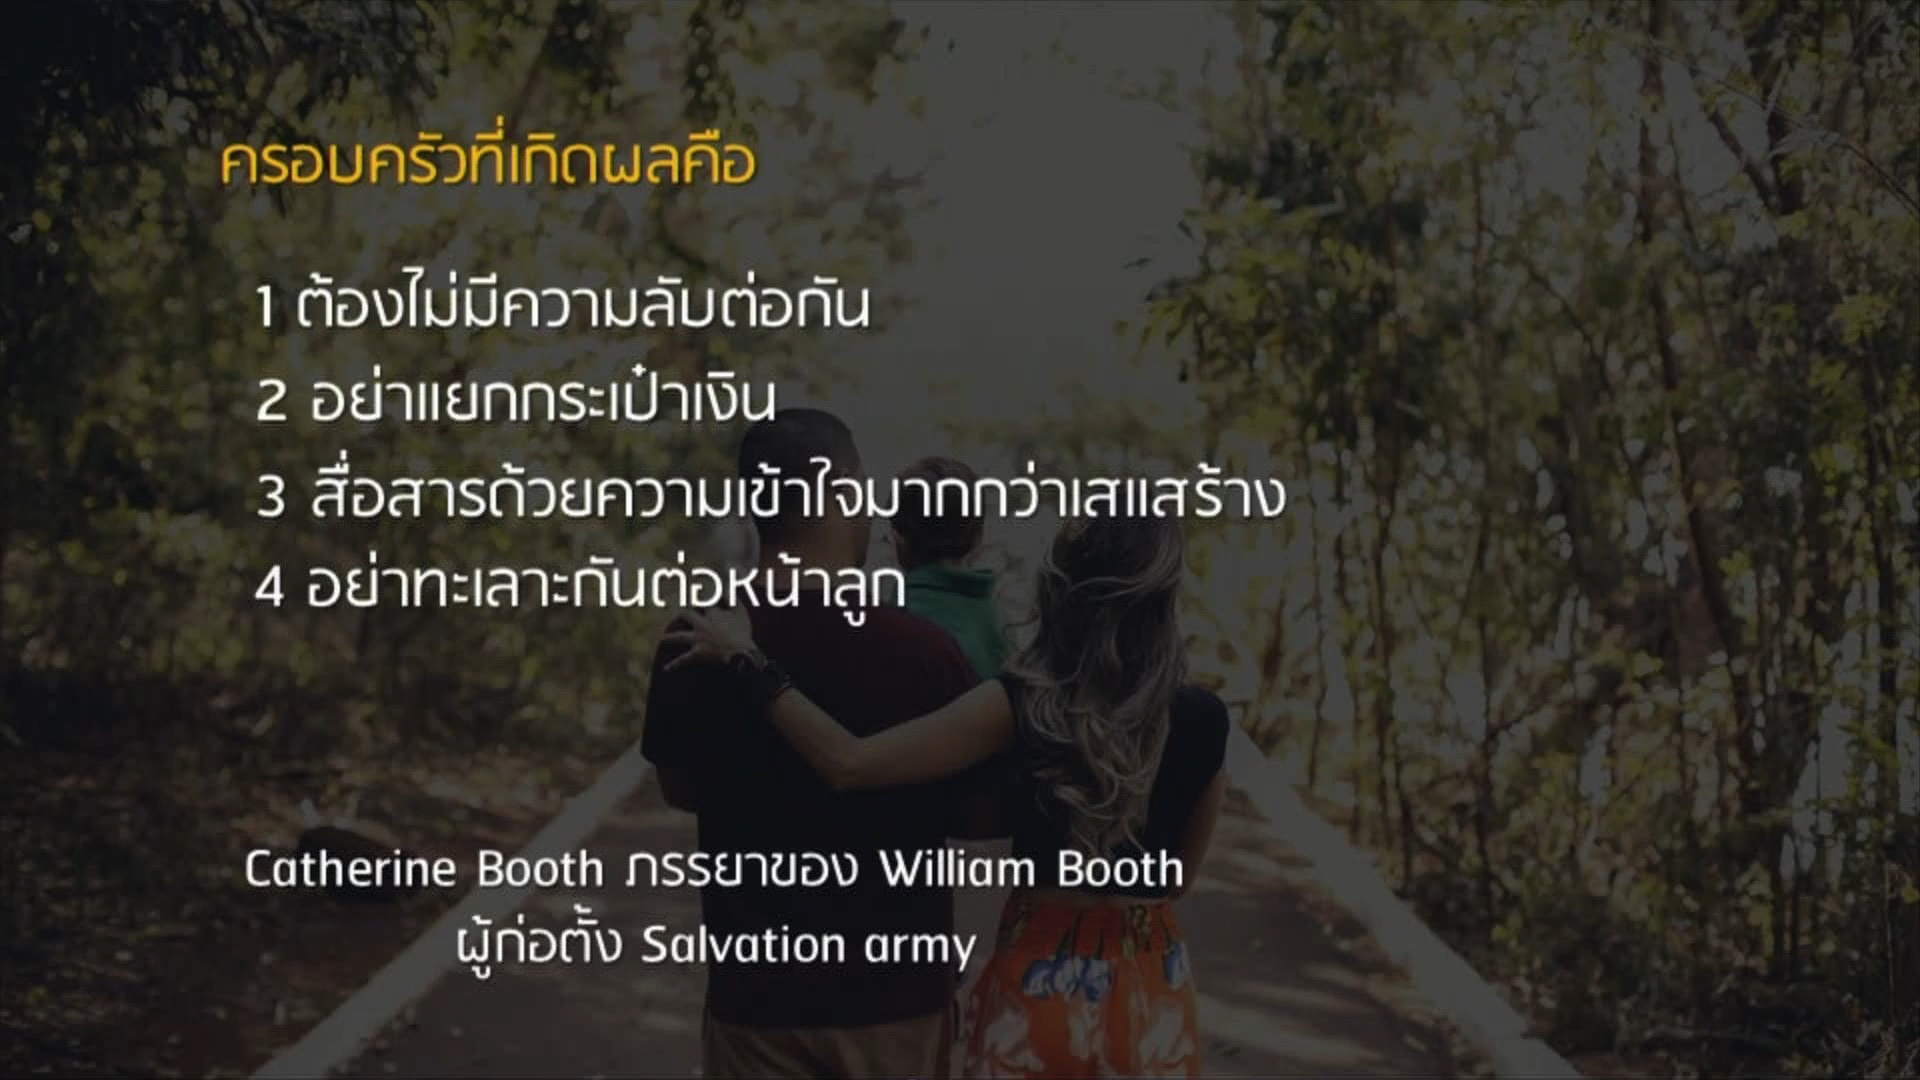 ครอบครัวที่เกิดผลคือ
1 ต้องไม่มีความลับต่อกัน
2 อย่าแยกกระเป๋าเงิน
3 สื่อสารด้วยความเข้าใจมากกว่าเสแสร้าง
4 อย่าทะเลาะกันต่อหน้าลูก
Catherine Booth ภรรยาของ William Booth
ผู้ก่อตั้ง Salvation army